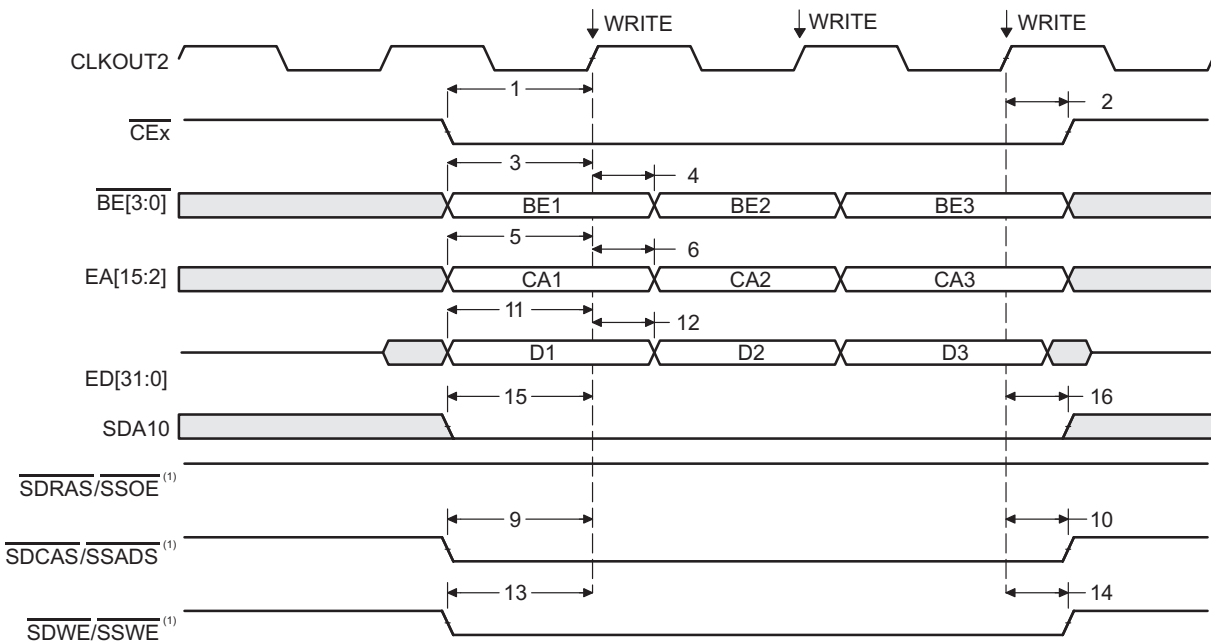 WRITE WRITE WRITE
CLKOUT2
1 2
CEx
3 4
BE[3:0] BE1 BE2 BE3
5 6
EA[15:2] CA1 CA2 CA3
11 12
D1 D2 D3
ED[31:0]
15 16
SDA10
SDRAS/SSOE (1)
9 10
SDCAS/SSADS (1)
13 14
SDWE/SSWE (1)